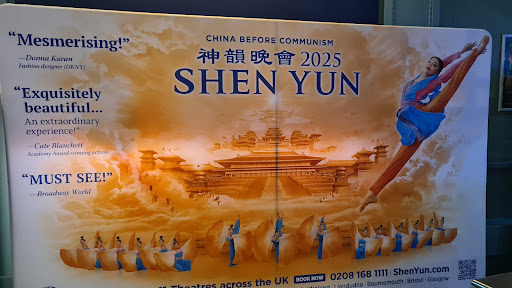 CHINA BEFORE COMMUNISM
神韻晚會 2025
SHEN YUN
“Mesmerising!”
—Donna Karan
Fashion designer (DKNY)
“Exquisitely
beautiful...
An extraordinary
experience!”
—Cate Blanchett
Academy Award-winning actress
“MUST SEE!”
—Broadway World
Theatres across the UK BOOK NOW 0208 168 1111 | ShenYun.com
Llandudno | Bournemouth | Bristol | Glasgow